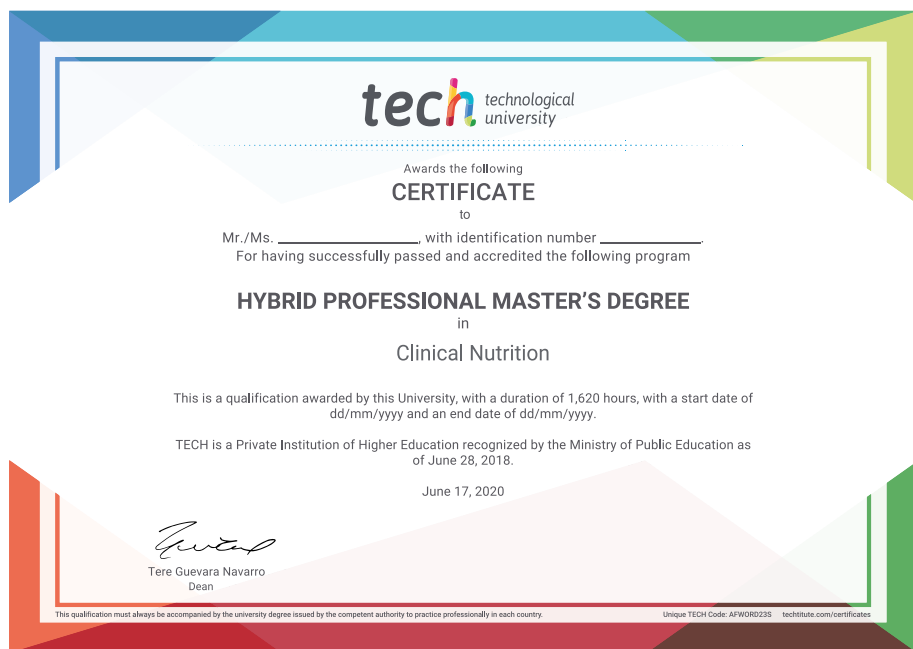 tech technological
university
Awards the following
CERTIFICATE
to
Mr./Ms. ____________________, with identification number ______________.
For having successfully passed and accredited the following program
HYBRID PROFESSIONAL MASTER’S DEGREE
in
Clinical Nutrition
This is a qualification awarded by this University, with a duration of 1,620 hours, with a start date of
dd/mm/yyyy and an end date of dd/mm/yyyy.
TECH is a Private Institution of Higher Education recognized by the Ministry of Public Education as
of June 28, 2018.
June 17, 2020
Tere Guevara Navarro
Dean
This qualification must always be accompanied by the university degree issued by the competent authority to practice professionally in each country. Unique TECH Code: AFWORD23S techtitute.com/certificates